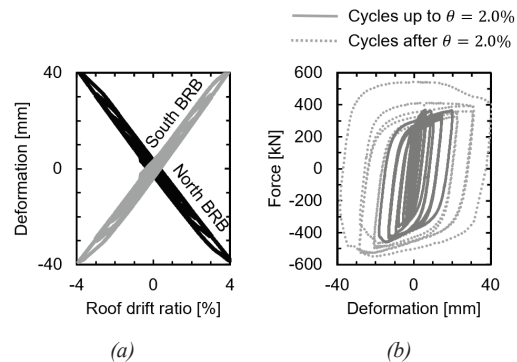 Cycles up to θ = 2.0%
Cycles after θ = 2.0%
Deformation [mm]
40
0
-40
South BRB
North BRB
-4
0
4
Roof drift ratio [%]
(a)
Force [kN]
600
400
200
0
-200
-400
-600
-40
0
40
Deformation [mm]
(b)